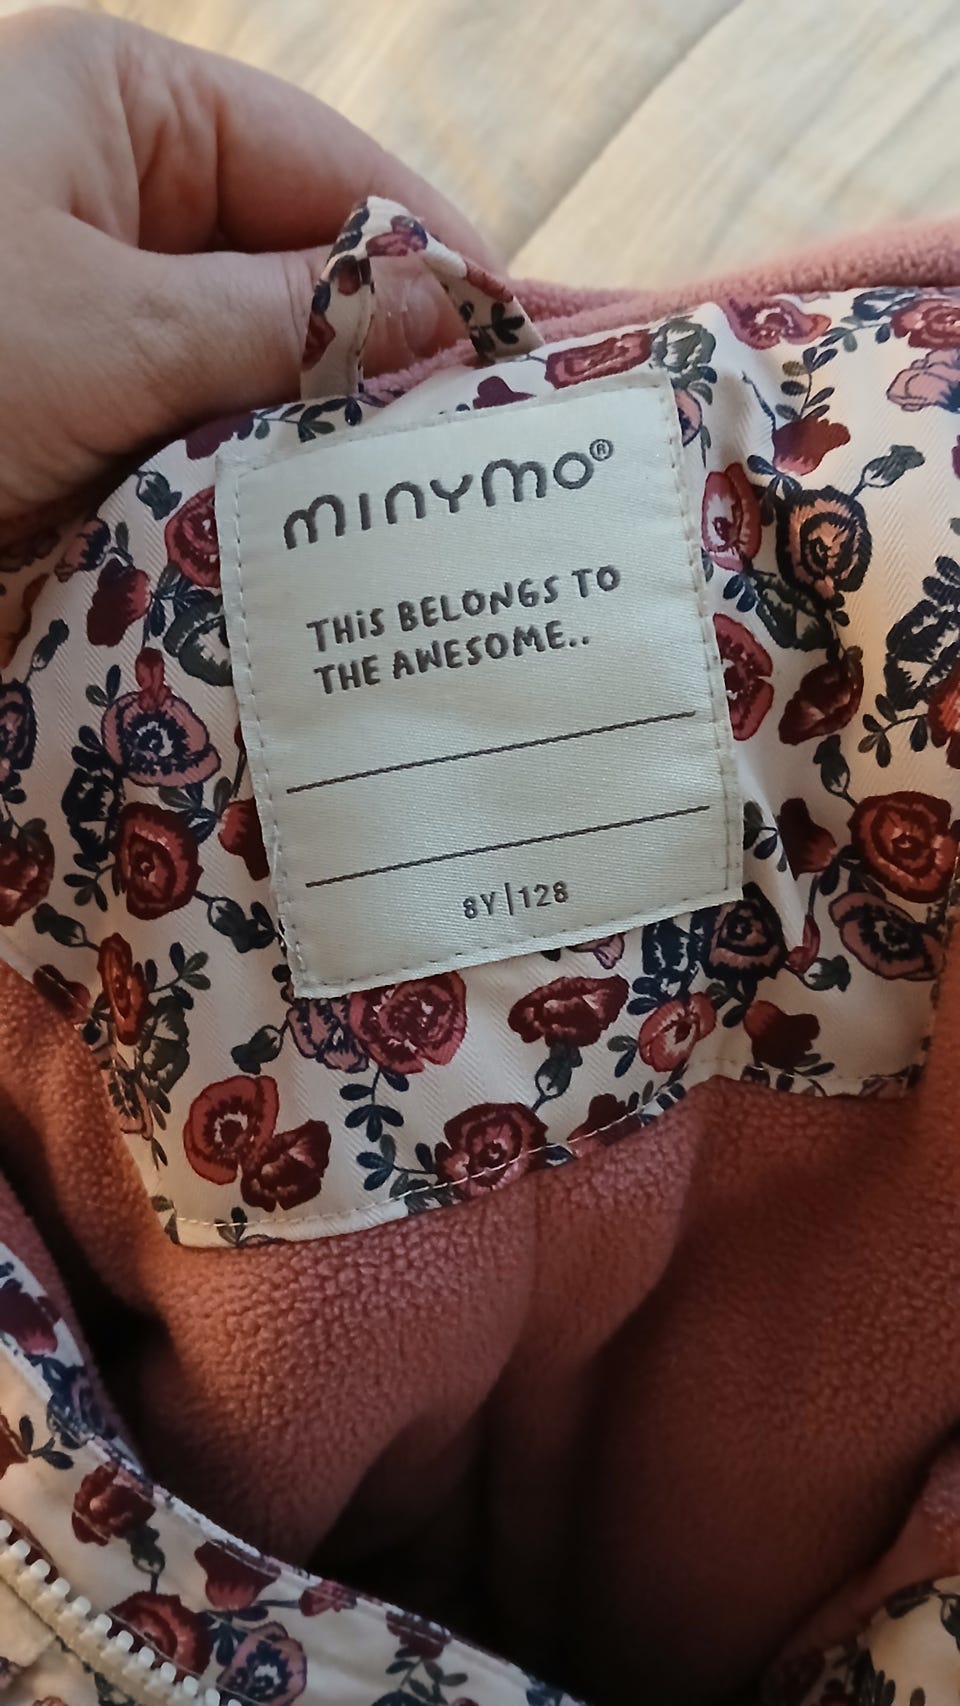 minymo®
THIS BELONGS TO
THE AWESOME..
8Y|128